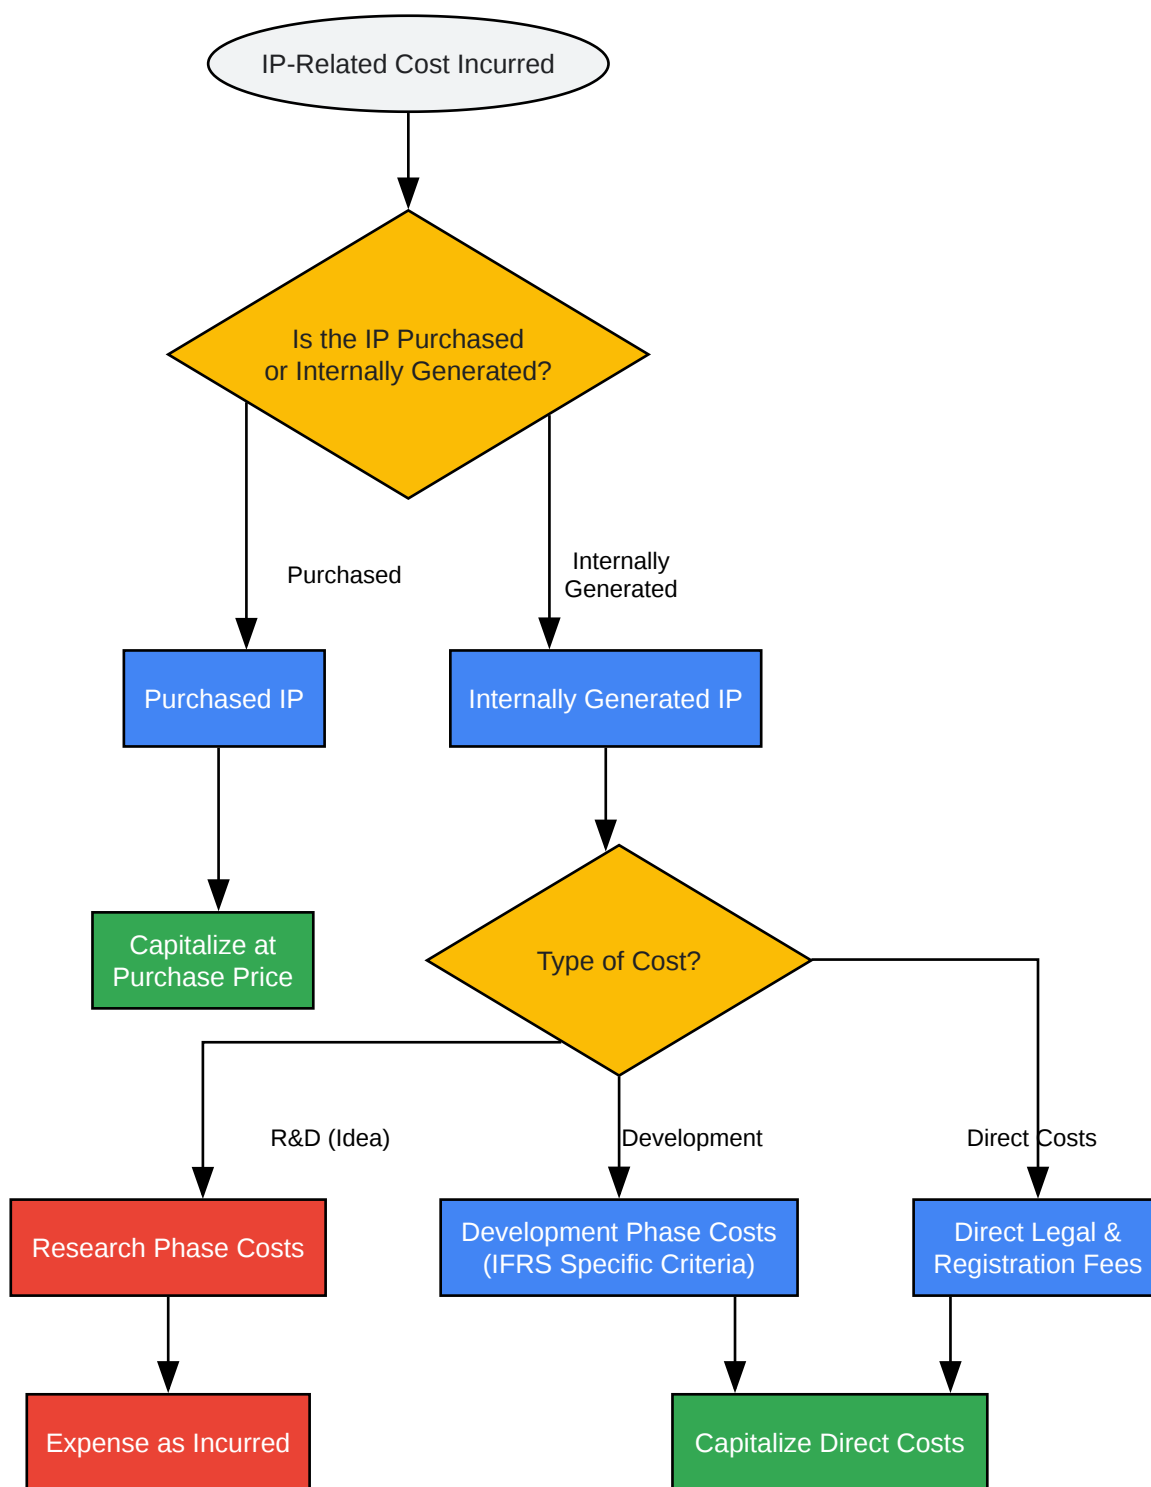 IP-Related Cost Incurred
Is the IP Purchased
or Internally Generated?
Purchased
Internally
Generated
Purchased IP
Internally Generated IP
Capitalize at
Purchase Price
Type of Cost?
R&D (Idea)
Development
Direct Costs
Research Phase Costs
Development Phase Costs
(IFRS Specific Criteria)
Direct Legal &
Registration Fees
Expense as Incurred
Capitalize Direct Costs